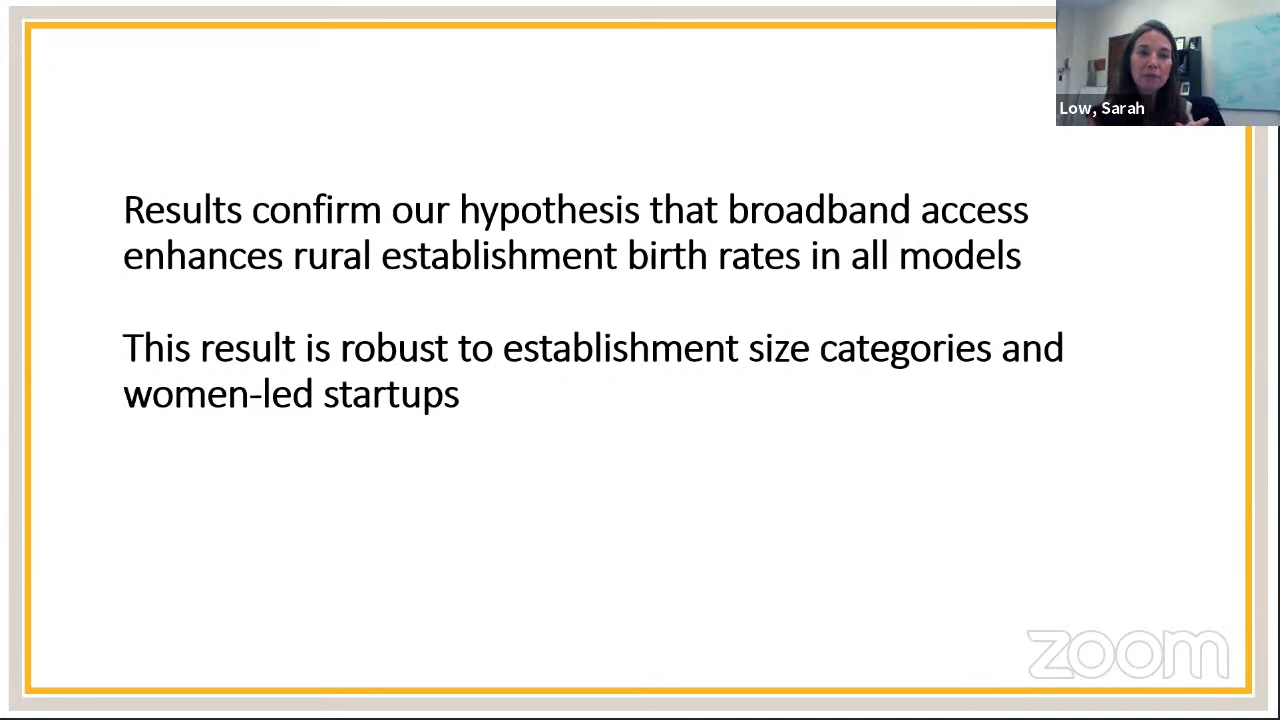 Low, Sarah
Results confirm our hypothesis that broadband access
enhances rural establishment birth rates in all models
This result is robust to establishment size categories and
women-led startups
zoom